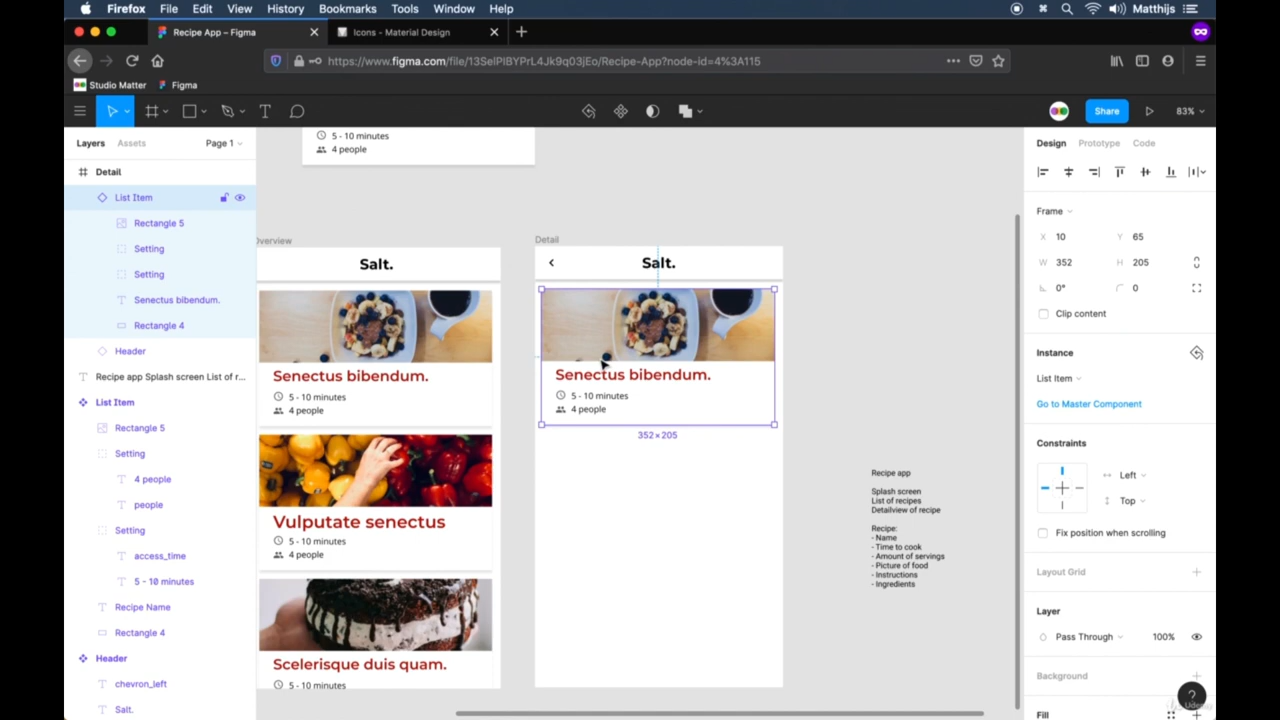 Firefox File Edit View History Bookmarks Tools Window Help Matthijs
Recipe App – Figma
Icons - Material Design
https://www.figma.com/file/13SelPlBYPrL4Jk9q03jEo/Recipe-App?node-id=4%3A115
Studio Matter Figma
Share 83%
Layers Assets Page 1
Detail
List Item
Rectangle 5
Setting
Setting
Senectus bibendum.
Rectangle 4
Header
Recipe app Splash screen List of r...
List Item
Rectangle 5
Setting
4 people
people
Setting
access_time
5 - 10 minutes
Recipe Name
Rectangle 4
Header
chevron_left
Salt.
5 - 10 minutes
4 people
Overview
Salt.
Senectus bibendum.
5 - 10 minutes
4 people
Vulputate senectus
5 - 10 minutes
4 people
Scelerisque duis quam.
5 - 10 minutes
Detail
Salt.
Senectus bibendum.
5 - 10 minutes
4 people
352 × 205
Recipe app
Splash screen
List of recipes
Detailview of recipe
Recipe:
- Name
- Time to cook
- Amount of servings
- Picture of food
- Instructions
- Ingredients
Design Prototype Code
Frame
X 10 Y 65
W 352 H 205
0° 0
Clip content
Instance
List Item
Go to Master Component
Constraints
Left
Top
Fix position when scrolling
Layout Grid
Layer
Pass Through 100%
Background
Fill
?
Udemy